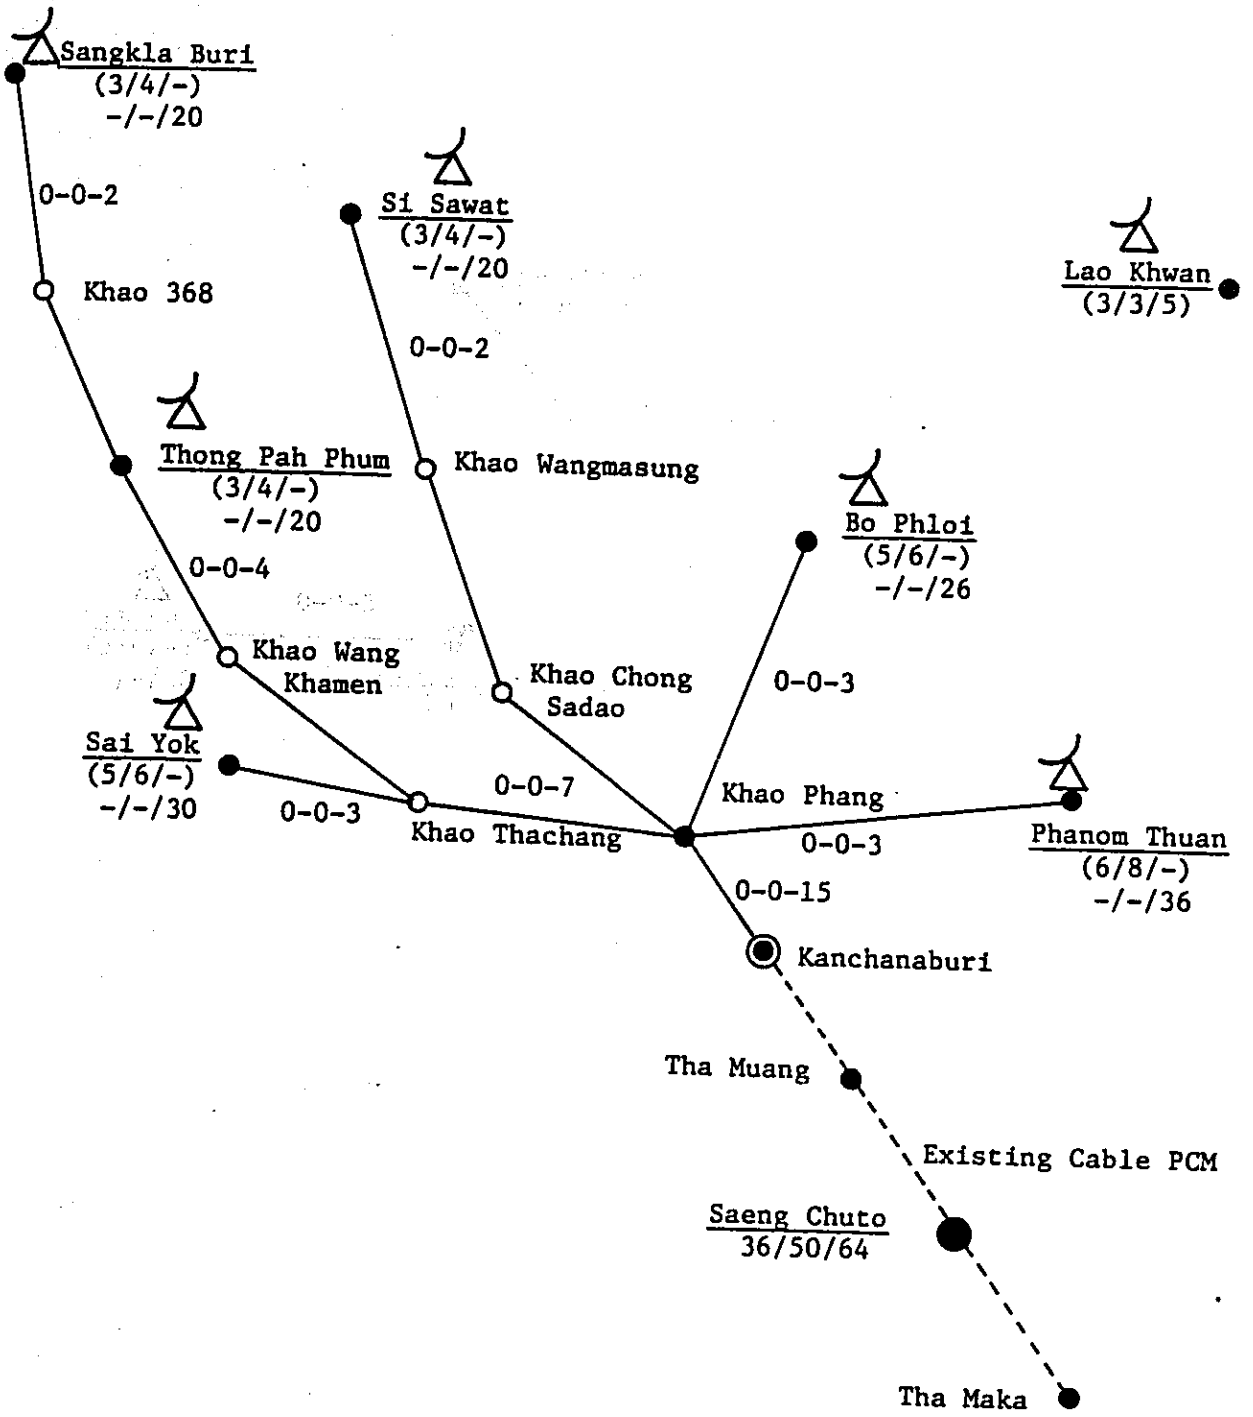 Sangkla Buri
(3/4/-)
-/-/20
0-0-2
Si Sawat
(3/4/-)
-/-/20
Lao Khwan
(3/3/5)
Khao 368
0-0-2
Thong Pah Phum
(3/4/-)
-/-/20
Khao Wangmasung
Bo Phloi
(5/6/-)
-/-/26
0-0-4
Khao Wang
Khamen
Khao Chong
Sadao
0-0-3
Sai Yok
(5/6/-)
-/-/30
0-0-3
0-0-7
Khao Thachang
Khao Phang
0-0-3
Phanom Thuan
(6/8/-)
-/-/36
0-0-15
Kanchanaburi
Tha Muang
Existing Cable PCM
Saeng Chuto
36/50/64
Tha Maka